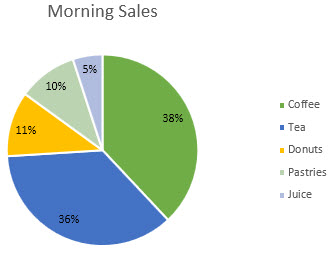 Morning Sales
5%
10%
11%
38%
36%
Coffee
Tea
Donuts
Pastries
Juice